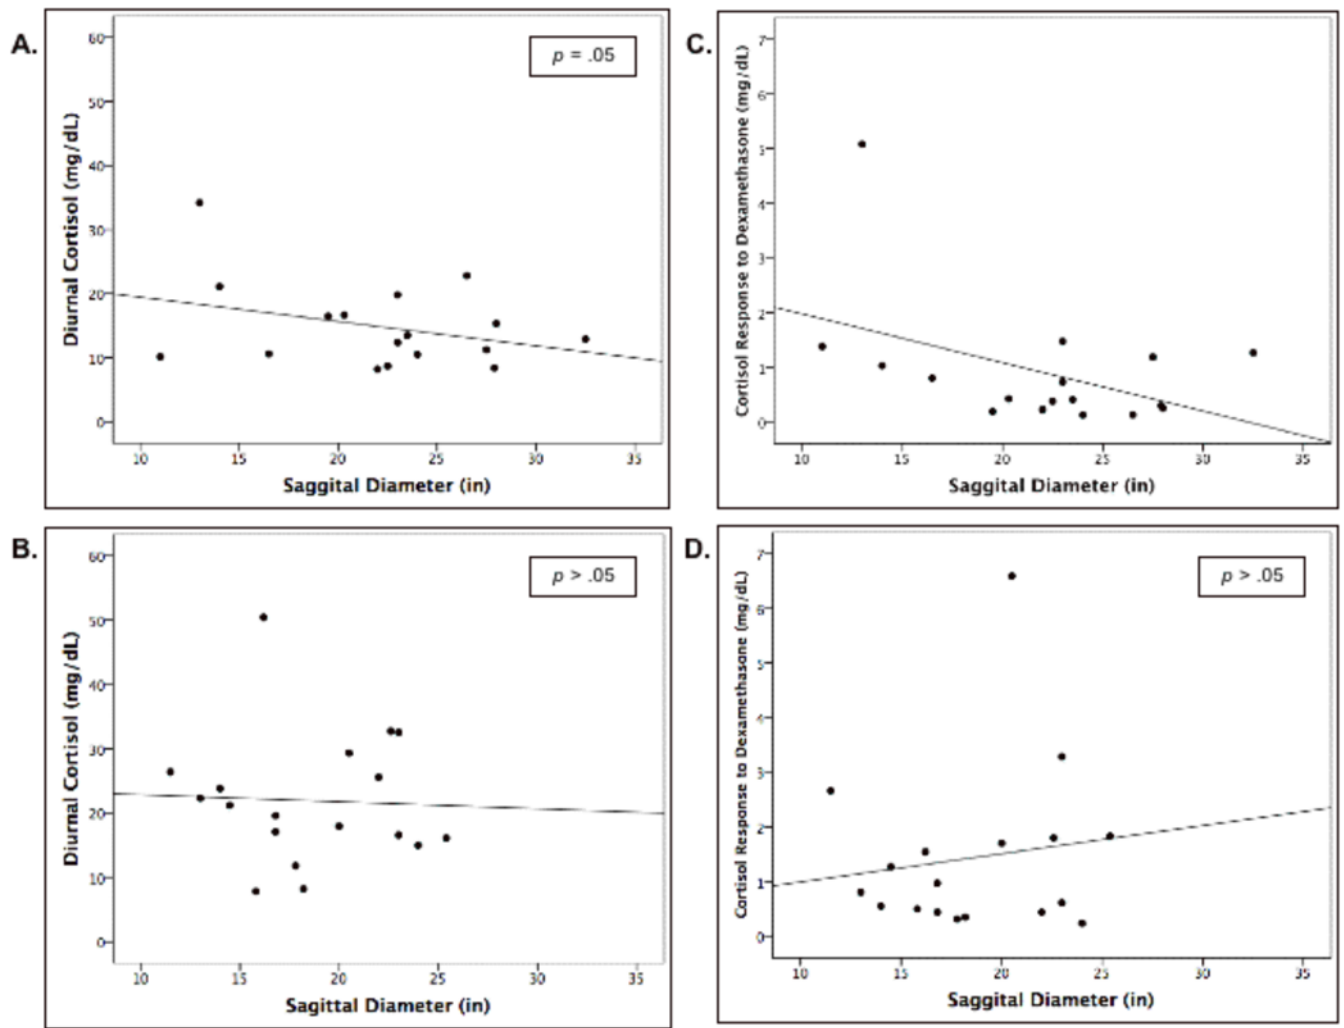 A.
p = .05
Diurnal Cortisol (mg/dL)
60
50
40
30
20
10
0
10 15 20 25 30 35
Saggital Diameter (in)
C.
Cortisol Response to Dexamethasone (mg/dL)
7
6
5
4
3
2
1
0
10 15 20 25 30 35
Saggital Diameter (in)
B.
p > .05
Diurnal Cortisol (mg/dL)
60
50
40
30
20
10
0
10 15 20 25 30 35
Sagittal Diameter (in)
D.
p > .05
Cortisol Response to Dexamethasone (mg/dL)
7
6
5
4
3
2
1
0
10 15 20 25 30 35
Saggital Diameter (in)